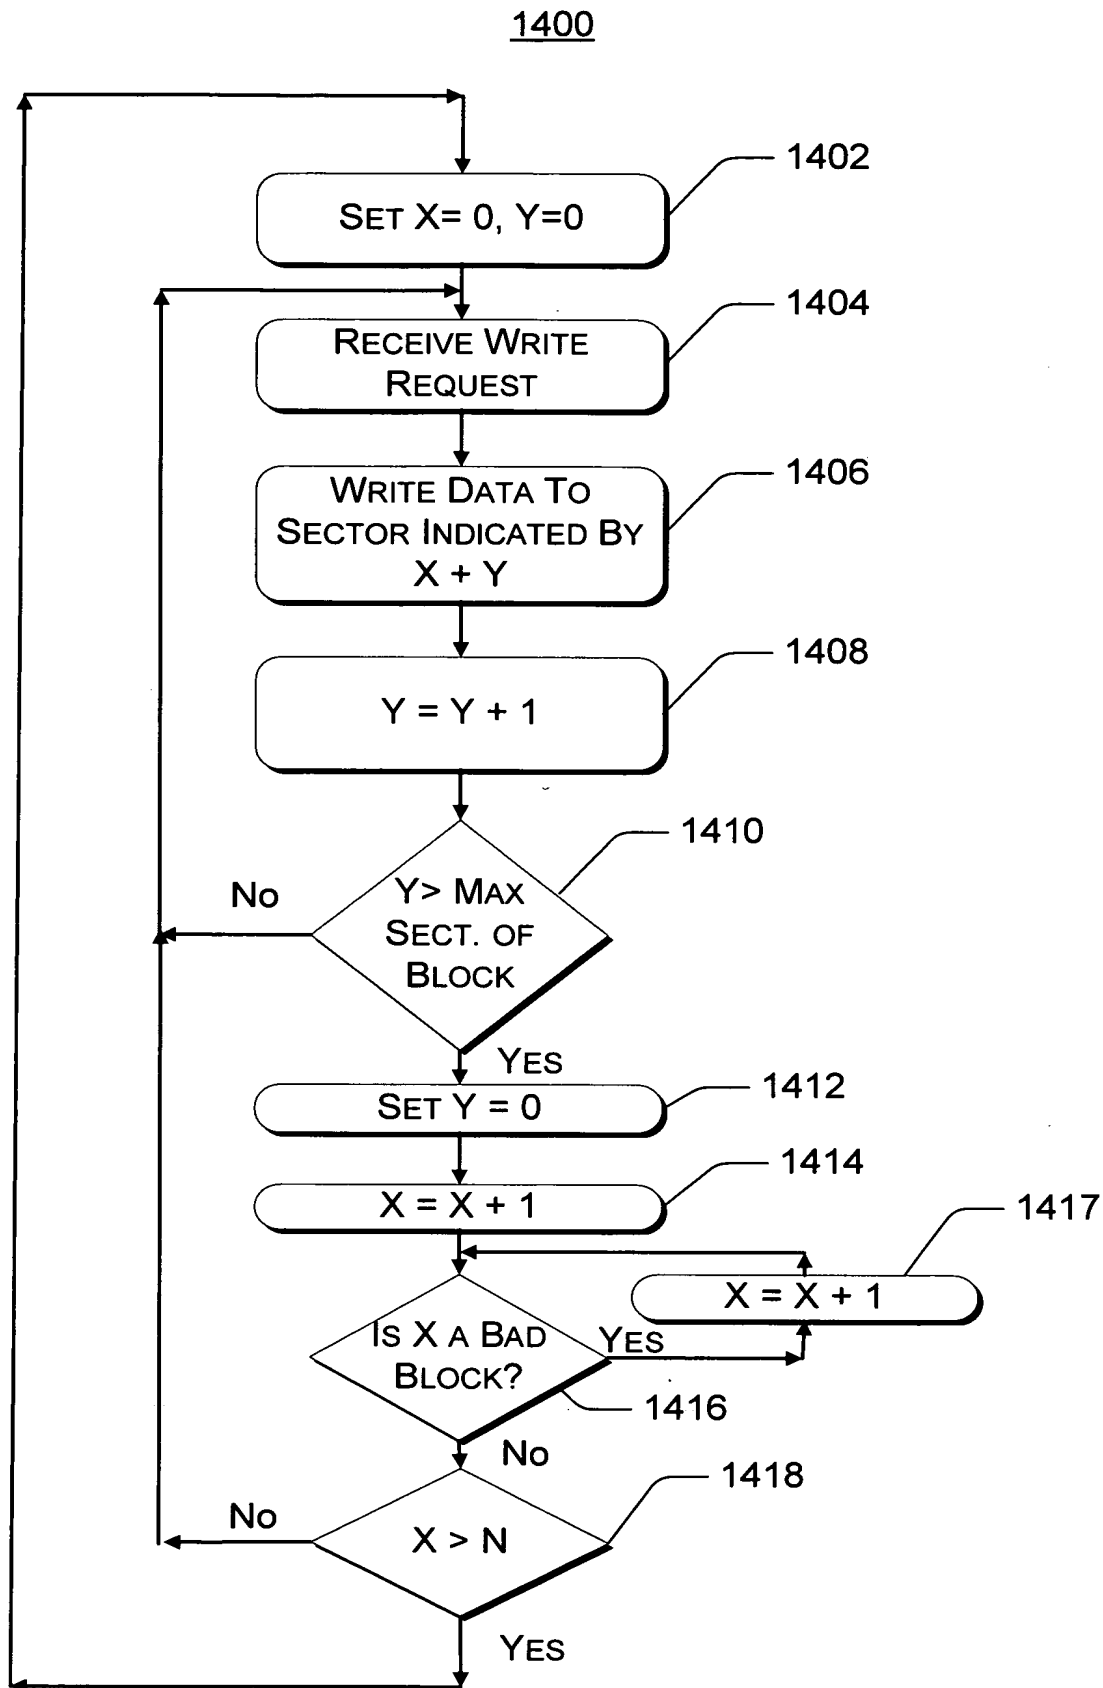 1400
1402
SET X= 0, Y=0
1404
RECEIVE WRITE
REQUEST
1406
WRITE DATA TO
SECTOR INDICATED BY
X + Y
1408
Y = Y + 1
1410
No
Y> MAX
SECT. OF
BLOCK
YES
1412
SET Y = 0
1414
X = X + 1
1417
X = X + 1
IS X A BAD
BLOCK?
YES
1416
No
1418
No
X > N
YES